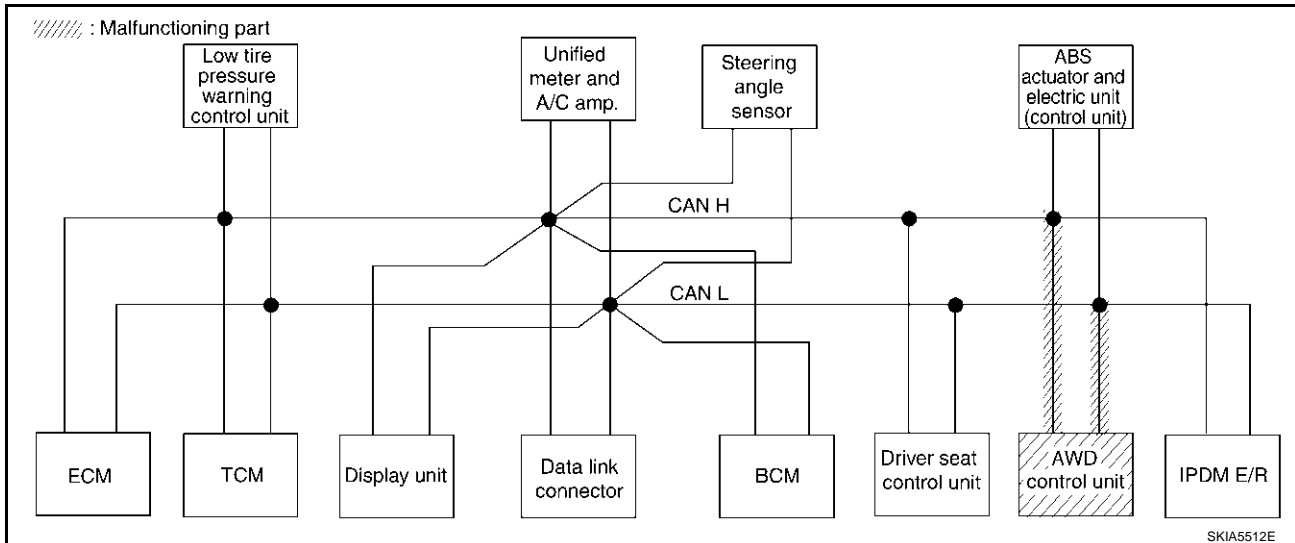 : Malfunctioning part
Low tire
pressure
warning
control unit
Unified
meter and
A/C amp.
Steering
angle
sensor
ABS
actuator and
electric unit
(control unit)
CAN H
CAN L
ECM
TCM
Display unit
Data link
connector
BCM
Driver seat
control unit
AWD
control unit
IPDM E/R
SKIA5512E